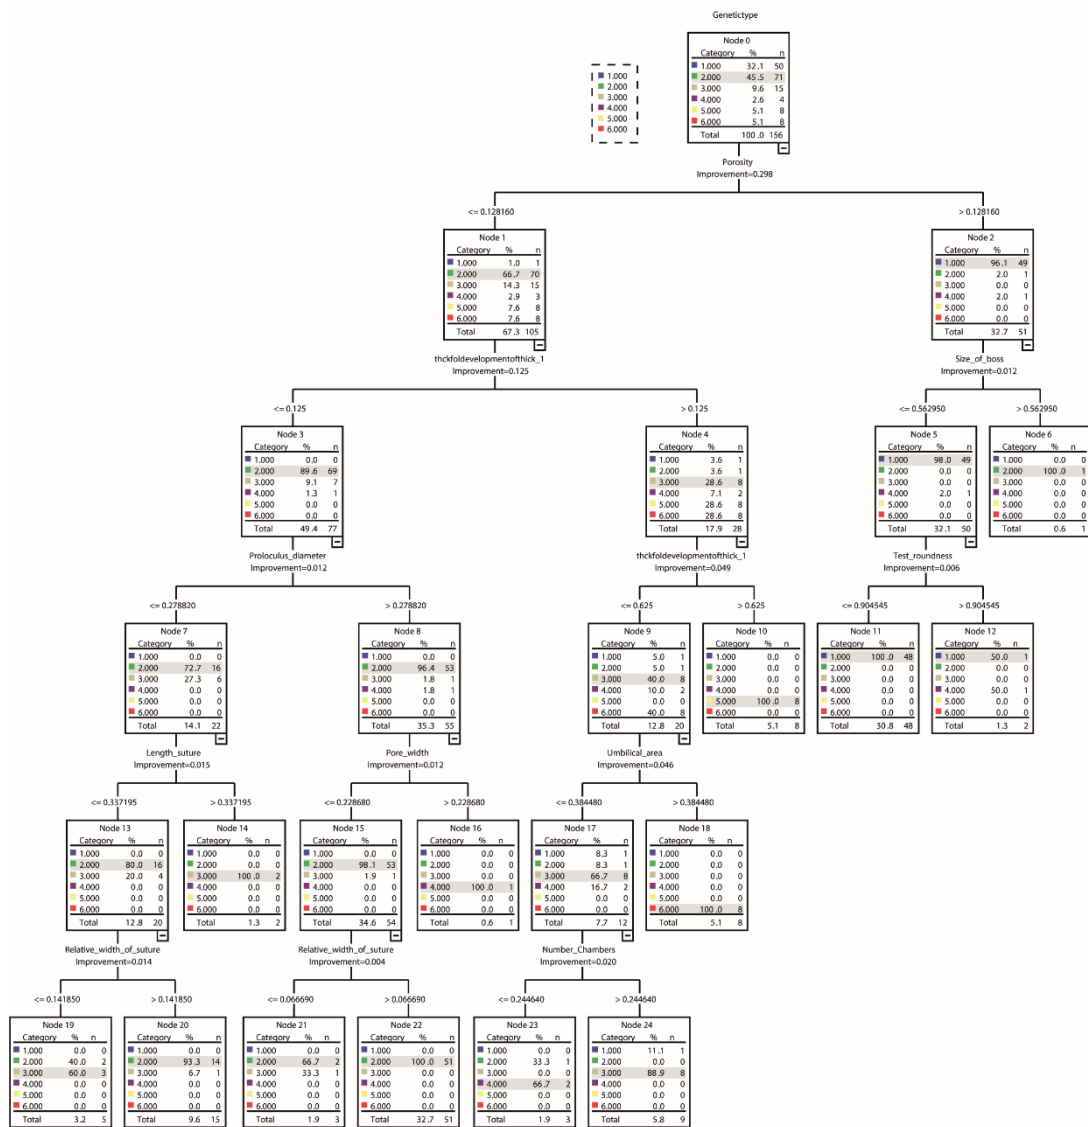 Genetictype
Node 0
Category % n
1.000 32.1 50
2.000 45.5 71
3.000 9.6 15
4.000 2.6 4
5.000 5.1 8
6.000 5.1 8
Total 100.0 156
1.000
2.000
3.000
4.000
5.000
6.000
Porosity
Improvement=0.298
<= 0.128160
> 0.128160
Node 1
Category % n
1.000 1.0 1
2.000 66.7 70
3.000 14.3 15
4.000 2.9 3
5.000 7.6 8
6.000 7.6 8
Total 67.3 105
Node 2
Category % n
1.000 96.1 49
2.000 2.0 1
3.000 0.0 0
4.000 2.0 1
5.000 0.0 0
6.000 0.0 0
Total 32.7 51
thckfoldevelopmentofthick_1
Improvement=0.125
Size_of_boss
Improvement=0.012
<= 0.125
> 0.125
<= 0.562950
> 0.562950
Node 3
Category % n
1.000 0.0 0
2.000 89.6 69
3.000 9.1 7
4.000 1.3 1
5.000 0.0 0
6.000 0.0 0
Total 49.4 77
Node 4
Category % n
1.000 3.6 1
2.000 3.6 1
3.000 28.6 8
4.000 7.1 2
5.000 28.6 8
6.000 28.6 8
Total 17.9 28
Node 5
Category % n
1.000 98.0 49
2.000 0.0 0
3.000 0.0 0
4.000 2.0 1
5.000 0.0 0
6.000 0.0 0
Total 32.1 50
Node 6
Category % n
1.000 0.0 0
2.000 100.0 1
3.000 0.0 0
4.000 0.0 0
5.000 0.0 0
6.000 0.0 0
Total 0.6 1
Proloculus_diameter
Improvement=0.012
thckfoldevelopmentofthick_1
Improvement=0.049
Test_roundness
Improvement=0.006
<= 0.278820
> 0.278820
<= 0.625
> 0.625
<= 0.904545
> 0.904545
Node 7
Category % n
1.000 0.0 0
2.000 72.7 16
3.000 27.3 6
4.000 0.0 0
5.000 0.0 0
6.000 0.0 0
Total 14.1 22
Node 8
Category % n
1.000 0.0 0
2.000 96.4 53
3.000 1.8 1
4.000 1.8 1
5.000 0.0 0
6.000 0.0 0
Total 35.3 55
Node 9
Category % n
1.000 5.0 1
2.000 5.0 1
3.000 40.0 8
4.000 10.0 2
5.000 0.0 0
6.000 40.0 8
Total 12.8 20
Node 10
Category % n
1.000 0.0 0
2.000 0.0 0
3.000 0.0 0
4.000 0.0 0
5.000 100.0 8
6.000 0.0 0
Total 5.1 8
Node 11
Category % n
1.000 100.0 48
2.000 0.0 0
3.000 0.0 0
4.000 0.0 0
5.000 0.0 0
6.000 0.0 0
Total 30.8 48
Node 12
Category % n
1.000 50.0 1
2.000 0.0 0
3.000 0.0 0
4.000 50.0 1
5.000 0.0 0
6.000 0.0 0
Total 1.3 2
Length_suture
Improvement=0.015
Pore_width
Improvement=0.012
Umbilical_area
Improvement=0.046
<= 0.337195
> 0.337195
<= 0.228680
> 0.228680
<= 0.384480
> 0.384480
Node 13
Category % n
1.000 0.0 0
2.000 80.0 16
3.000 20.0 4
4.000 0.0 0
5.000 0.0 0
6.000 0.0 0
Total 12.8 20
Node 14
Category % n
1.000 0.0 0
2.000 0.0 0
3.000 100.0 2
4.000 0.0 0
5.000 0.0 0
6.000 0.0 0
Total 1.3 2
Node 15
Category % n
1.000 0.0 0
2.000 98.1 53
3.000 1.9 1
4.000 0.0 0
5.000 0.0 0
6.000 0.0 0
Total 34.6 54
Node 16
Category % n
1.000 0.0 0
2.000 0.0 0
3.000 0.0 0
4.000 100.0 1
5.000 0.0 0
6.000 0.0 0
Total 0.6 1
Node 17
Category % n
1.000 8.3 1
2.000 8.3 1
3.000 66.7 8
4.000 16.7 2
5.000 0.0 0
6.000 0.0 0
Total 7.7 12
Node 18
Category % n
1.000 0.0 0
2.000 0.0 0
3.000 0.0 0
4.000 0.0 0
5.000 0.0 0
6.000 100.0 8
Total 5.1 8
Relative_width_of_suture
Improvement=0.014
Relative_width_of_suture
Improvement=0.004
Number_Chambers
Improvement=0.020
<= 0.141850
> 0.141850
<= 0.066690
> 0.066690
<= 0.244640
> 0.244640
Node 19
Category % n
1.000 0.0 0
2.000 40.0 2
3.000 60.0 3
4.000 0.0 0
5.000 0.0 0
6.000 0.0 0
Total 3.2 5
Node 20
Category % n
1.000 0.0 0
2.000 93.3 14
3.000 6.7 1
4.000 0.0 0
5.000 0.0 0
6.000 0.0 0
Total 9.6 15
Node 21
Category % n
1.000 0.0 0
2.000 66.7 2
3.000 33.3 1
4.000 0.0 0
5.000 0.0 0
6.000 0.0 0
Total 1.9 3
Node 22
Category % n
1.000 0.0 0
2.000 100.0 51
3.000 0.0 0
4.000 0.0 0
5.000 0.0 0
6.000 0.0 0
Total 32.7 51
Node 23
Category % n
1.000 0.0 0
2.000 33.3 1
3.000 0.0 0
4.000 66.7 2
5.000 0.0 0
6.000 0.0 0
Total 1.9 3
Node 24
Category % n
1.000 11.1 1
2.000 0.0 0
3.000 88.9 8
4.000 0.0 0
5.000 0.0 0
6.000 0.0 0
Total 5.8 9